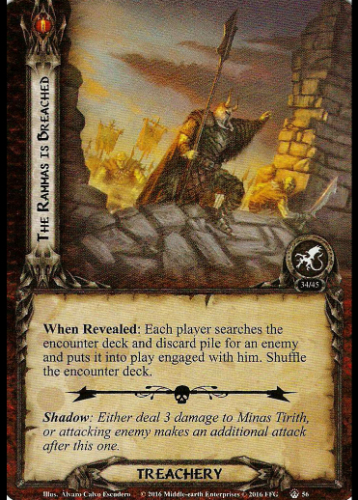 The Rammas is Breached
34/45
When Revealed: Each player searches the
encounter deck and discard pile for an enemy
and puts it into play engaged with him. Shuffle
the encounter deck.
Shadow: Either deal 3 damage to Minas Tirith,
or attacking enemy makes an additional attack
after this one.
TREACHERY
Illus. Álvaro Calvo Escudero © 2016 Middle-earth Enterprises © 2016 FFG 56